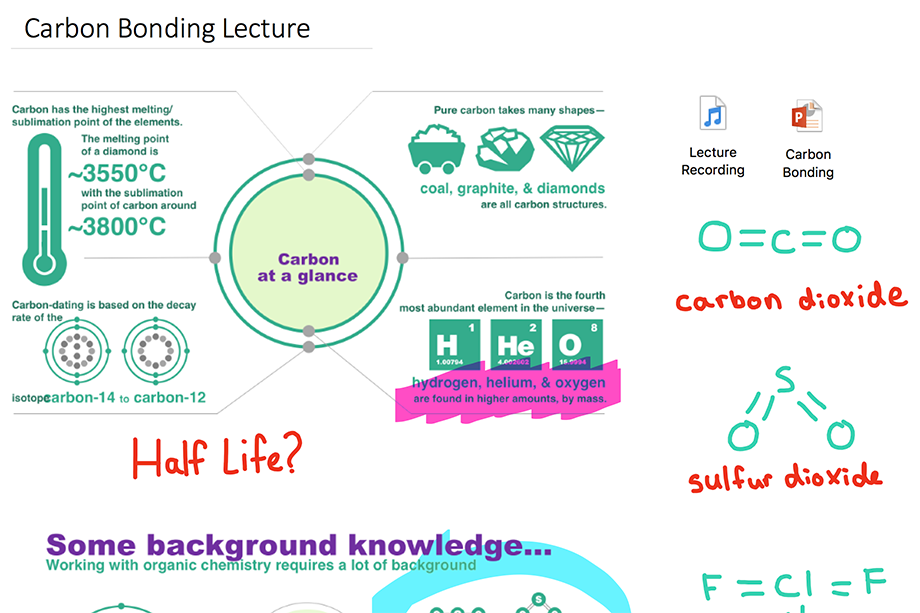 Carbon Bonding Lecture
Carbon has the highest melting/
sublimation point of the elements.
The melting point
of a diamond is
~3550°C
with the sublimation
point of carbon around
~3800°C
Pure carbon takes many shapes—
coal, graphite, & diamonds
are all carbon structures.
Carbon
at a glance
Carbon-dating is based on the decay
rate of the
isotope carbon-14 to carbon-12
Carbon is the fourth
most abundant element in the universe—
1 2 8
H He O
1.00794 4.002602 15.9994
hydrogen, helium, & oxygen
are found in higher amounts, by mass.
Half Life?
Lecture
Recording
Carbon
Bonding
O=C=O
carbon dioxide
S
O O
sulfur dioxide
F=Cl=F
Some background knowledge...
Working with organic chemistry requires a lot of background
S